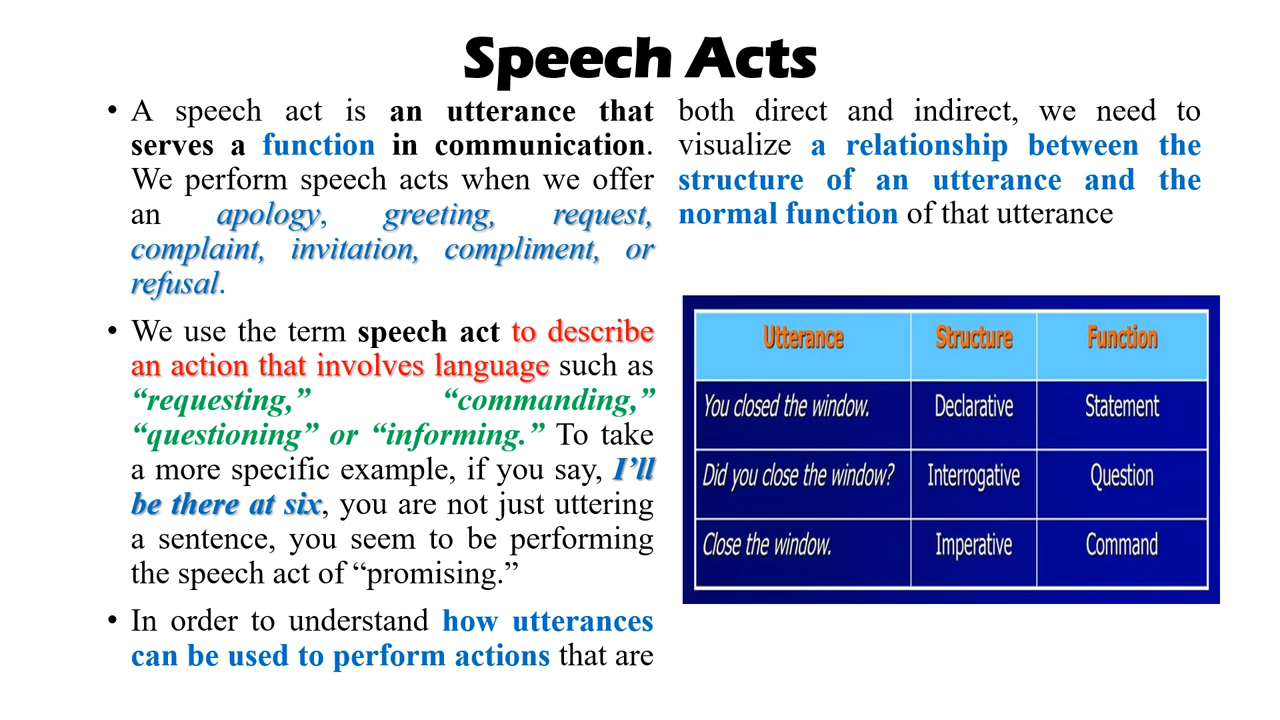 Speech Acts
• A speech act is an utterance that
serves a function in communication.
We perform speech acts when we offer
an apology, greeting, request,
complaint, invitation, compliment, or
refusal.
• We use the term speech act to describe
an action that involves language such as
“requesting,” “commanding,”
“questioning” or “informing.” To take
a more specific example, if you say, I’ll
be there at six, you are not just uttering
a sentence, you seem to be performing
the speech act of “promising.”
• In order to understand how utterances
can be used to perform actions that are
both direct and indirect, we need to
visualize a relationship between the
structure of an utterance and the
normal function of that utterance
Utterance Structure Function
You closed the window. Declarative Statement
Did you close the window? Interrogative Question
Close the window. Imperative Command